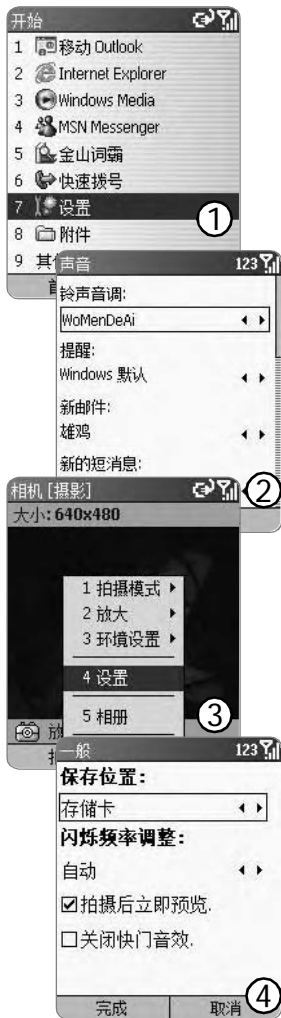 开始
1 移动 Outlook
2 Internet Explorer
3 Windows Media
4 MSN Messenger
5 金山词霸
6 快速拨号
7 设置
8 附件
9 其
①
声音 123
铃声音调:
WoMenDeAi
提醒:
Windows 默认
新邮件:
雄鸡
新的短消息:
②
相机 [摄影]
大小:640x480
1 拍摄模式
2 放大
3 环境设置
4 设置
5 相册
③
放
一般 123
保存位置:
存储卡
闪烁频率调整:
自动
拍摄后立即预览.
关闭快门音效.
完成 取消
④